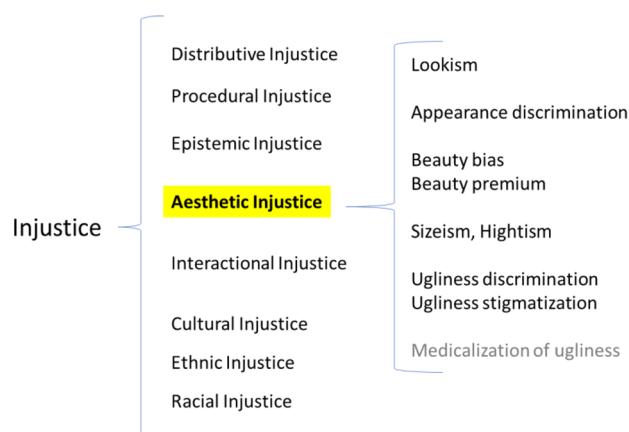 Injustice
Distributive Injustice
Procedural Injustice
Epistemic Injustice
Aesthetic Injustice
Interactional Injustice
Cultural Injustice
Ethnic Injustice
Racial Injustice
Lookism
Appearance discrimination
Beauty bias
Beauty premium
Sizeism, Hightism
Ugliness discrimination
Ugliness stigmatization
Medicalization of ugliness